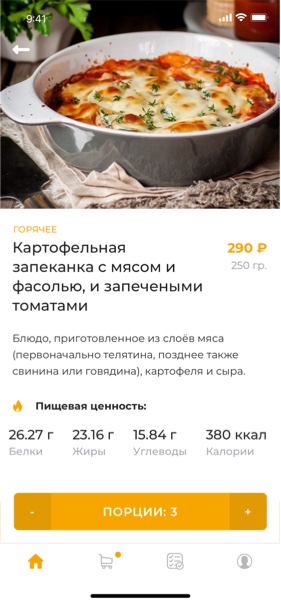 9:41
ГОРЯЧЕЕ
Картофельная
запеканка с мясом и
фасолью, и запечеными
томатами
290 ₽
250 гр.
Блюдо, приготовленное из слоёв мяса
(первоначально телятина, позднее также
свинина или говядина), картофеля и сыра.
Пищевая ценность:
26.27 г 23.16 г 15.84 г 380 ккал
Белки Жиры Углеводы Калории
- ПОРЦИИ: 3 +